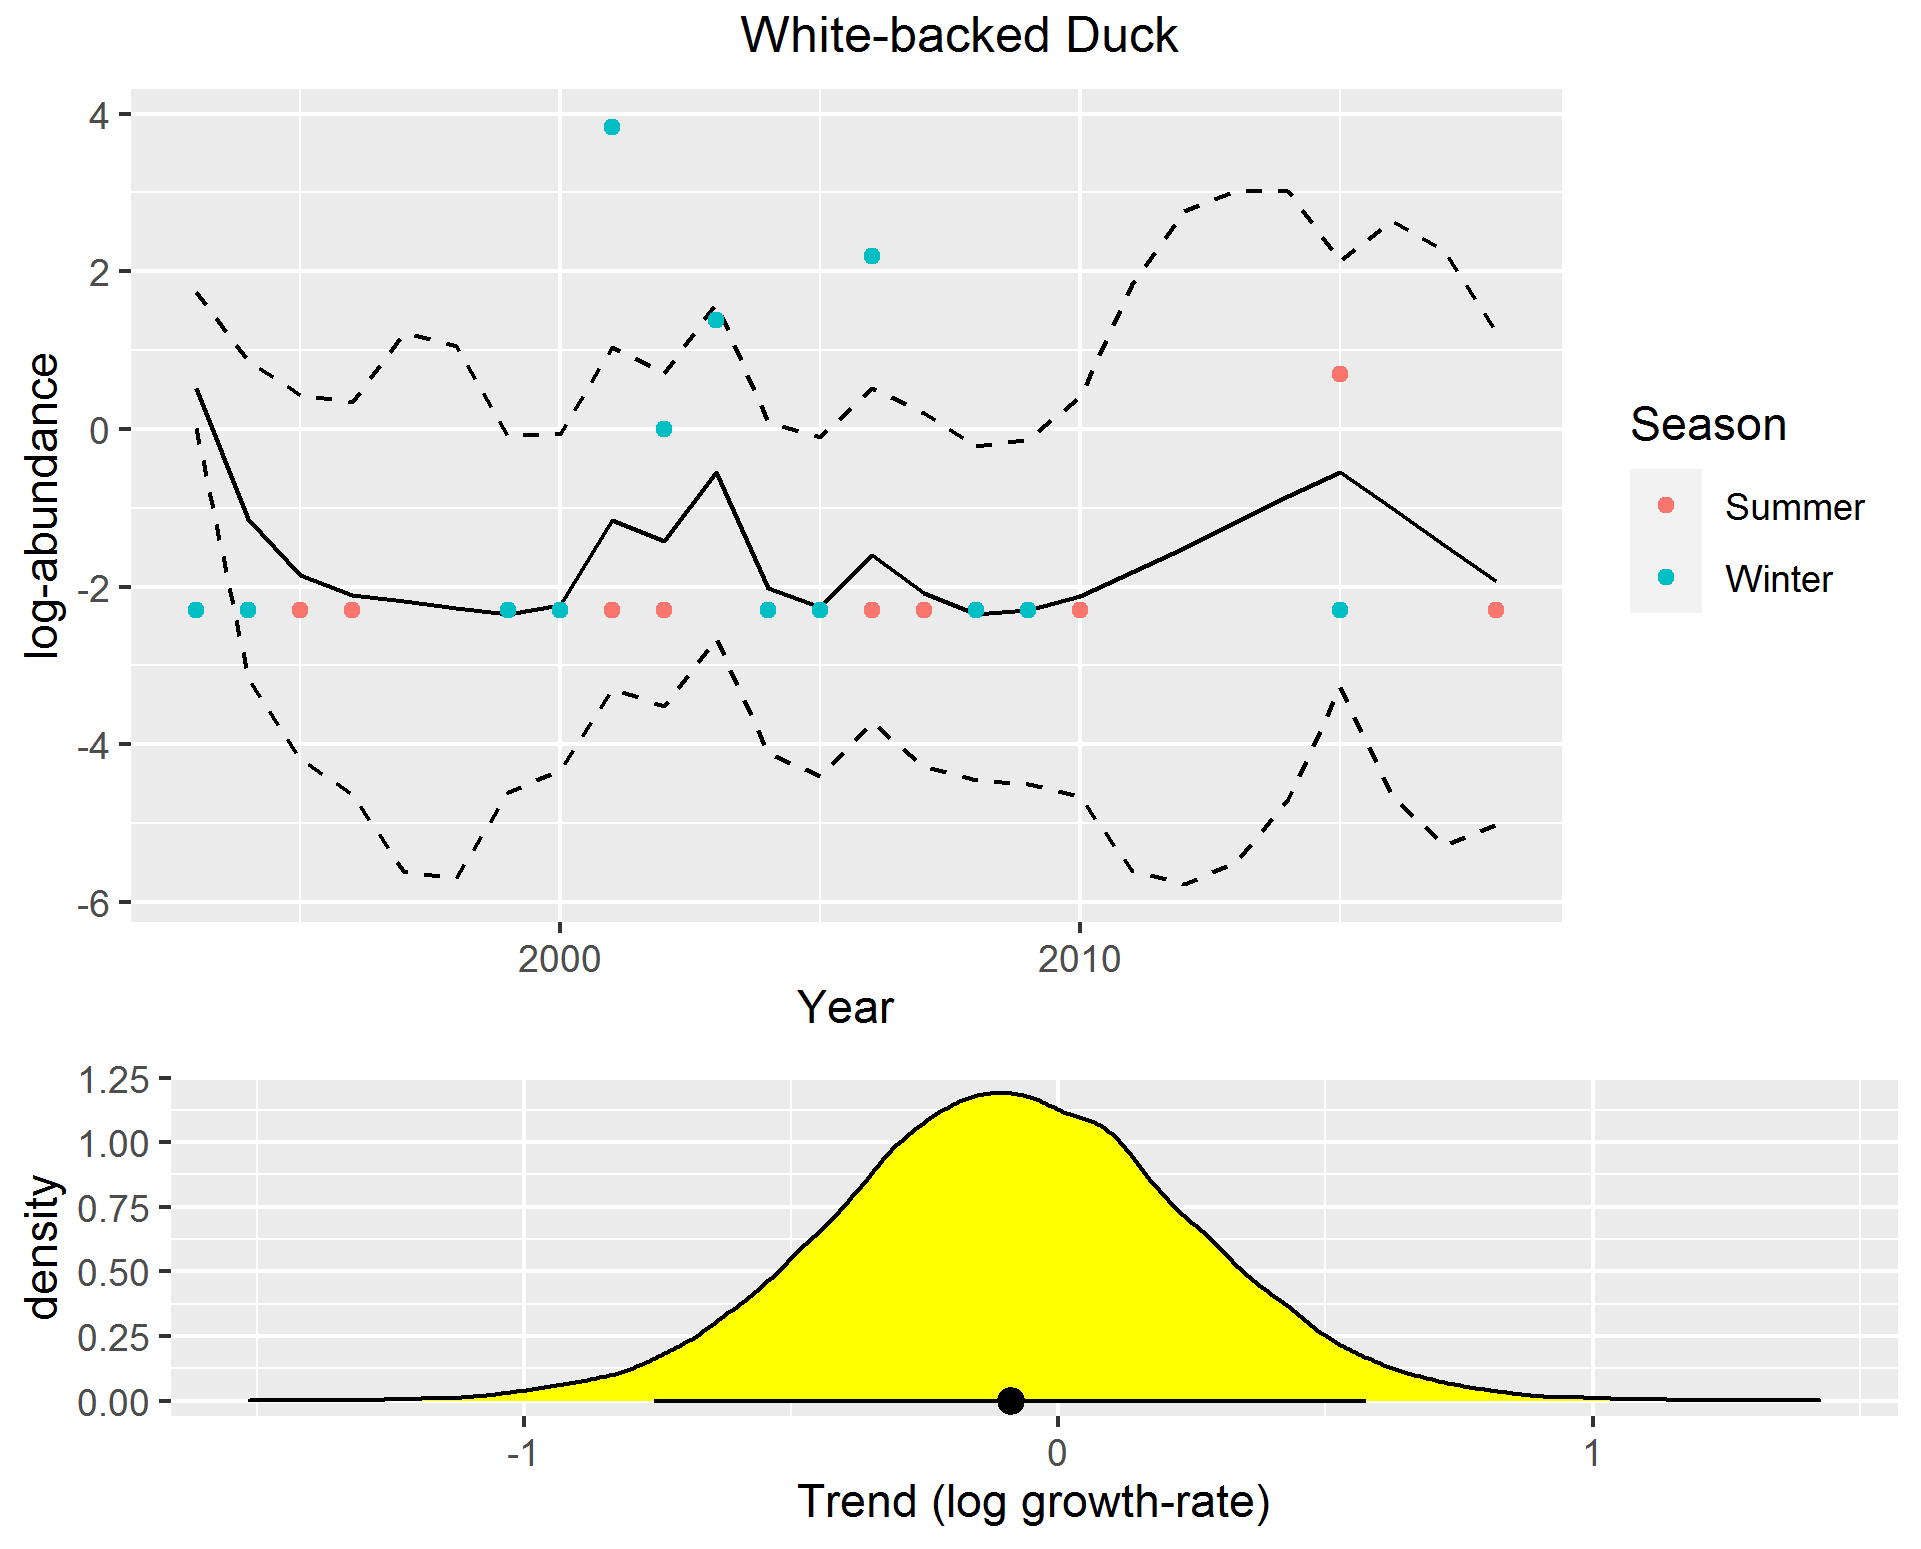 White-backed Duck
4
2
0
-2
-4
-6
log-abundance
2000
2010
Year
Season
Summer
Winter
1.25
1.00
0.75
0.50
0.25
0.00
density
-1
0
1
Trend (log growth-rate)